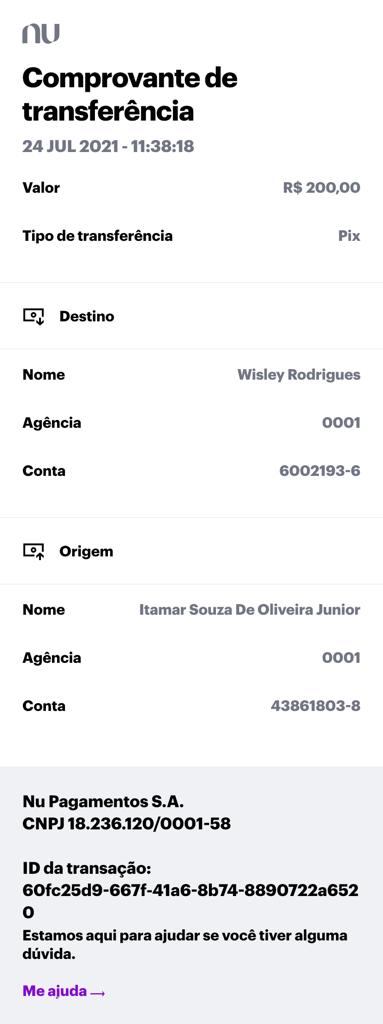 nu
Comprovante de
transferência
24 JUL 2021 - 11:38:18
Valor R$ 200,00
Tipo de transferência Pix
Destino
Nome Wisley Rodrigues
Agência 0001
Conta 6002193-6
Origem
Nome Itamar Souza De Oliveira Junior
Agência 0001
Conta 43861803-8
Nu Pagamentos S.A.
CNPJ 18.236.120/0001-58
ID da transação:
60fc25d9-667f-41a6-8b74-8890722a652
0
Estamos aqui para ajudar se você tiver alguma
dúvida.
Me ajuda →